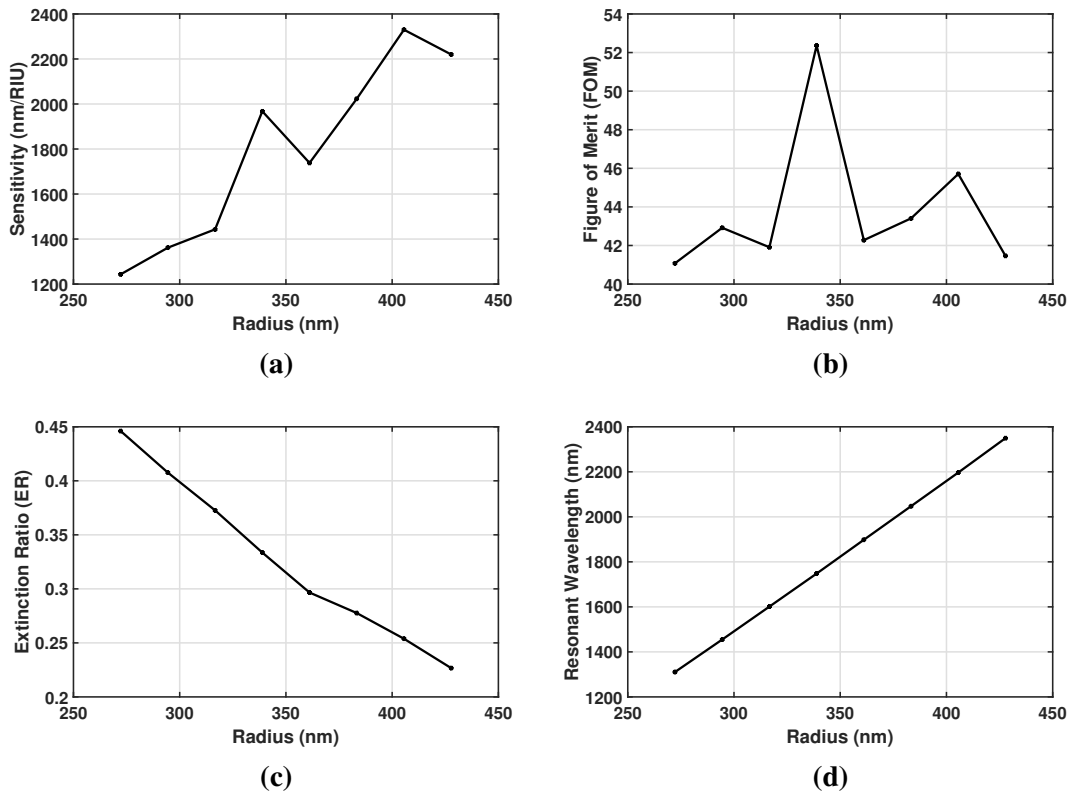 2400
2200
2000
1800
1600
1400
1200
Sensitivity (nm/RIU)
250 300 350 400 450
Radius (nm)
(a)
54
52
50
48
46
44
42
40
Figure of Merit (FOM)
250 300 350 400 450
Radius (nm)
(b)
0.45
0.4
0.35
0.3
0.25
0.2
Extinction Ratio (ER)
250 300 350 400 450
Radius (nm)
(c)
2400
2200
2000
1800
1600
1400
1200
Resonant Wavelength (nm)
250 300 350 400 450
Radius (nm)
(d)